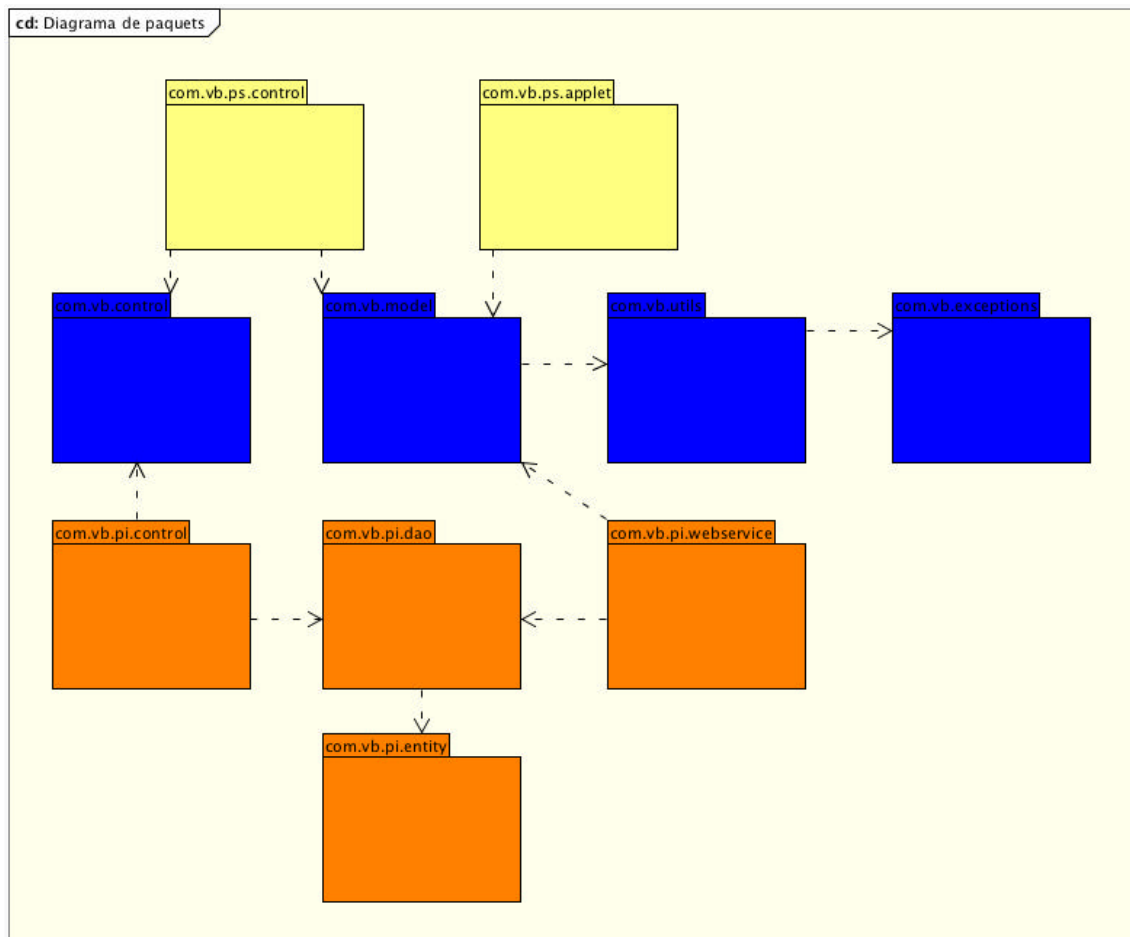 cd: Diagrama de paquets
com.vb.ps.control
com.vb.ps.applet
com.vb.control
com.vb.model
com.vb.utils
com.vb.exceptions
com.vb.pi.control
com.vb.pi.dao
com.vb.pi.webservice
com.vb.pi.entity